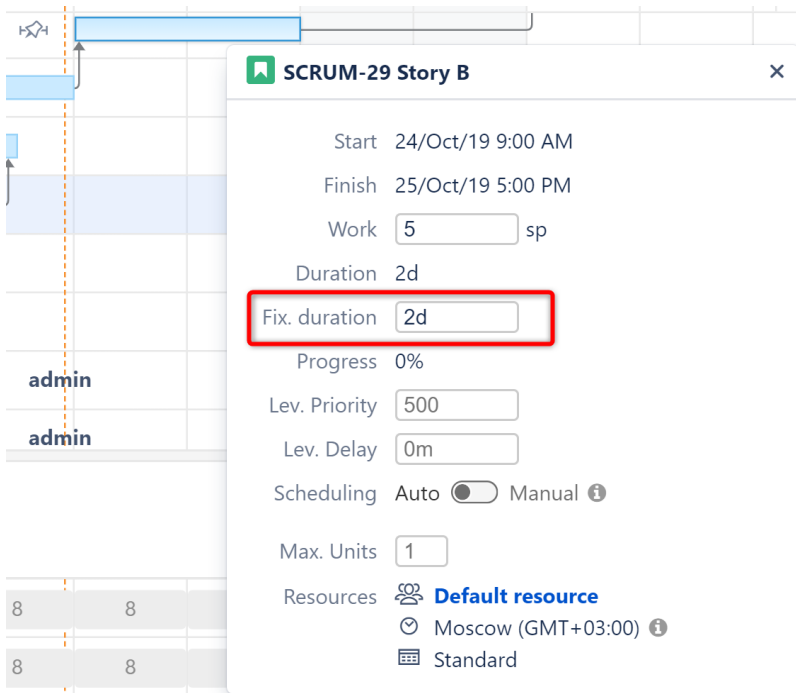 SCRUM-29 Story B
Start 24/Oct/19 9:00 AM
Finish 25/Oct/19 5:00 PM
Work 5 sp
Duration 2d
Fix. duration 2d
Progress 0%
admin
Lev. Priority 500
admin
Lev. Delay 0m
Scheduling Auto Manual
Max. Units 1
Resources Default resource
8 8
Moscow (GMT+03:00)
Standard
8 8